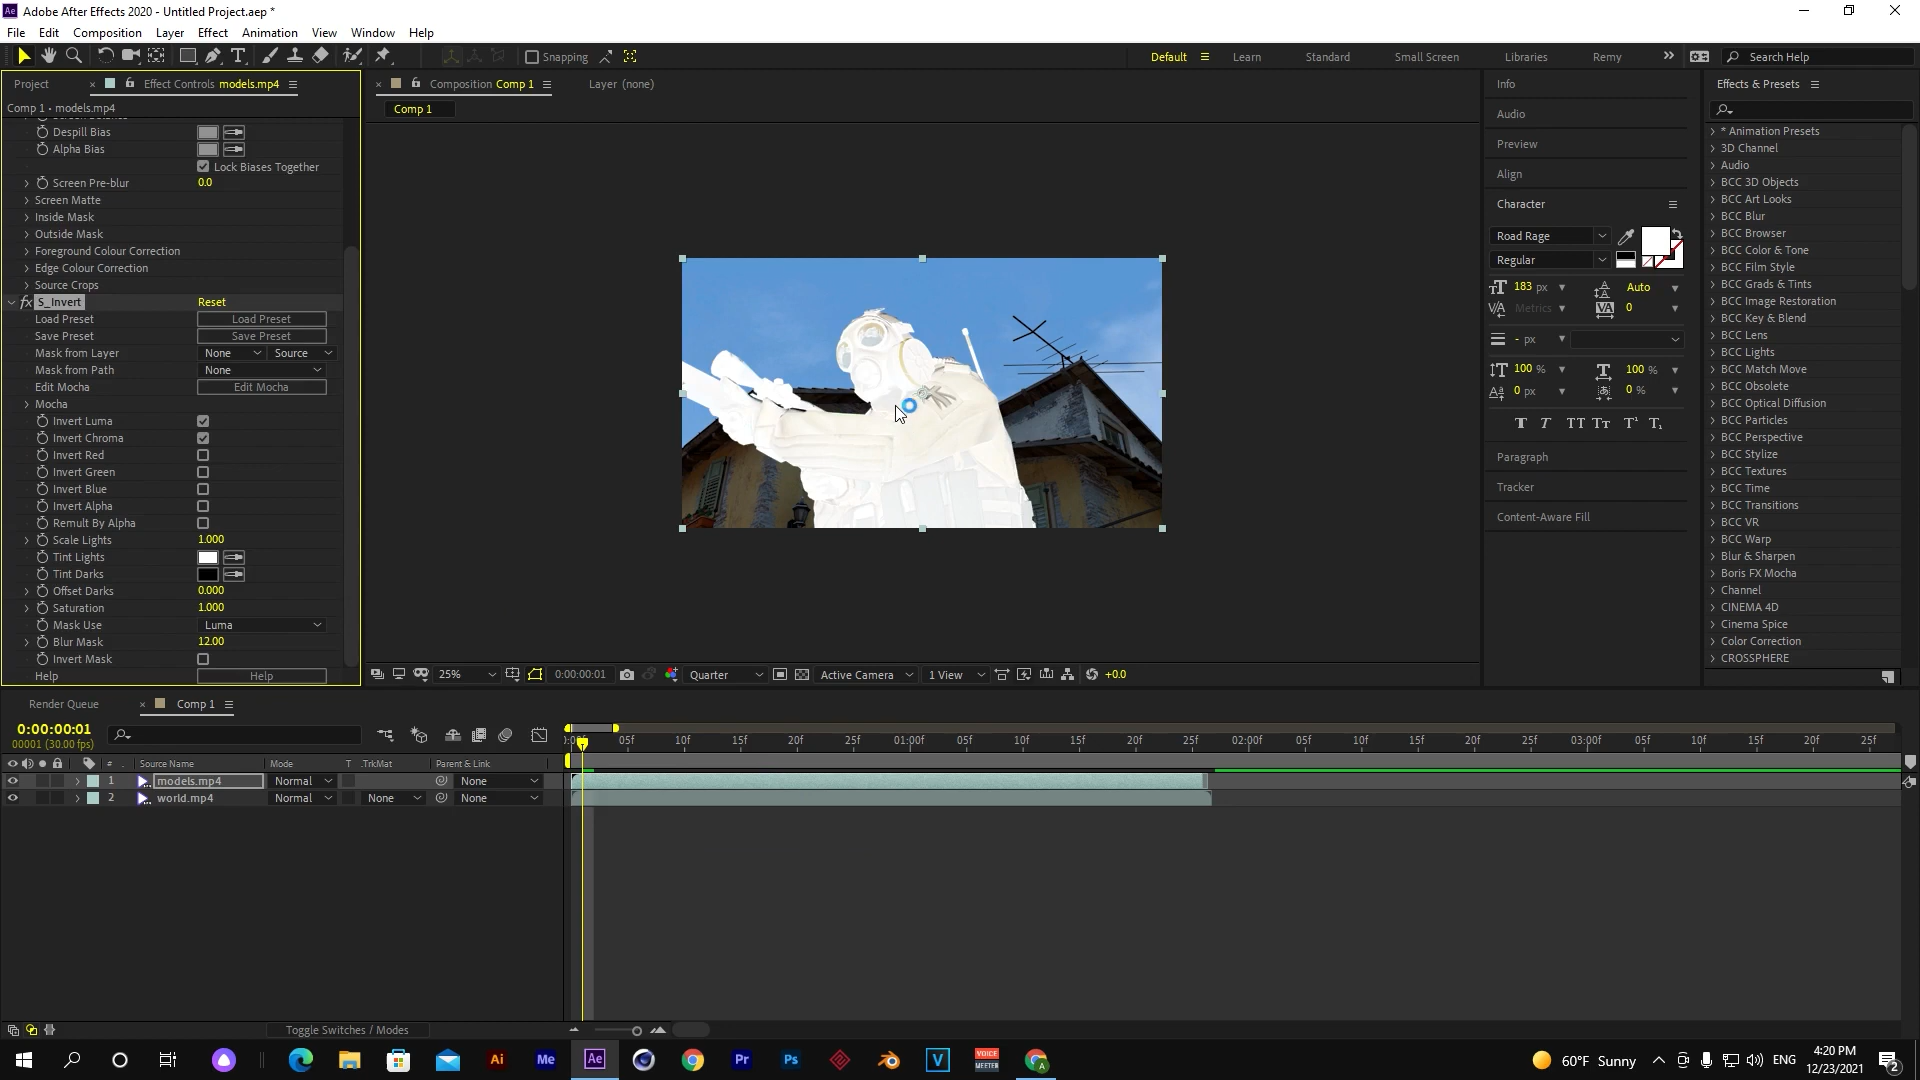 Adobe After Effects 2020 - Untitled Project.aep *
File Edit Composition Layer Effect Animation View Window Help
Snapping Default Learn Standard Small Screen Libraries Remy Search Help
Project Effect Controls models.mp4
Comp 1 • models.mp4
Despill Bias
Alpha Bias
Lock Biases Together
Screen Pre-blur 0.0
Screen Matte
Inside Mask
Outside Mask
Foreground Colour Correction
Edge Colour Correction
Source Crops
fx S_Invert Reset
Load Preset Load Preset
Save Preset Save Preset
Mask from Layer None Source
Mask from Path None
Edit Mocha Edit Mocha
Mocha
Invert Luma
Invert Chroma
Invert Red
Invert Green
Invert Blue
Invert Alpha
Remult By Alpha
Scale Lights 1.000
Tint Lights
Tint Darks
Offset Darks 0.000
Saturation 1.000
Mask Use Luma
Blur Mask 12.00
Invert Mask
Help Help
Composition Comp 1 Layer (none)
Comp 1
25% 0:00:00:01 Quarter Active Camera 1 View +0.0
Info
Audio
Preview
Align
Character
Road Rage
Regular
183 px Auto
Metrics 0
- px
100 % 100 %
0 px 0 %
T T TT Tt T¹ T₁
Paragraph
Tracker
Content-Aware Fill
Effects & Presets
* Animation Presets
3D Channel
Audio
BCC 3D Objects
BCC Art Looks
BCC Blur
BCC Browser
BCC Color & Tone
BCC Film Style
BCC Grads & Tints
BCC Image Restoration
BCC Key & Blend
BCC Lens
BCC Lights
BCC Match Move
BCC Obsolete
BCC Optical Diffusion
BCC Particles
BCC Perspective
BCC Stylize
BCC Textures
BCC Time
BCC Transitions
BCC VR
BCC Warp
Blur & Sharpen
Boris FX Mocha
Channel
CINEMA 4D
Cinema Spice
Color Correction
CROSSPHERE
Render Queue Comp 1
0:00:00:01
00001 (30.00 fps)
05f 10f 15f 20f 25f 01:00f 05f 10f 15f 20f 25f 02:00f 05f 10f 15f 20f 25f 03:00f 05f 10f 15f 20f 25f
# Source Name Mode T .TrkMat Parent & Link
1 models.mp4 Normal None
2 world.mp4 Normal None None
Toggle Switches / Modes
Ai Me Ae Pr Ps V VOICE MEETER A 60°F Sunny ENG 4:20 PM
12/23/2021 2